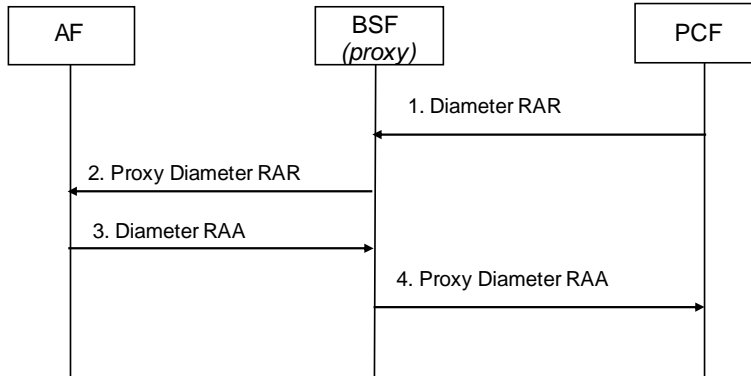 AF
BSF
(proxy)
PCF
1. Diameter RAR
2. Proxy Diameter RAR
3. Diameter RAA
4. Proxy Diameter RAA